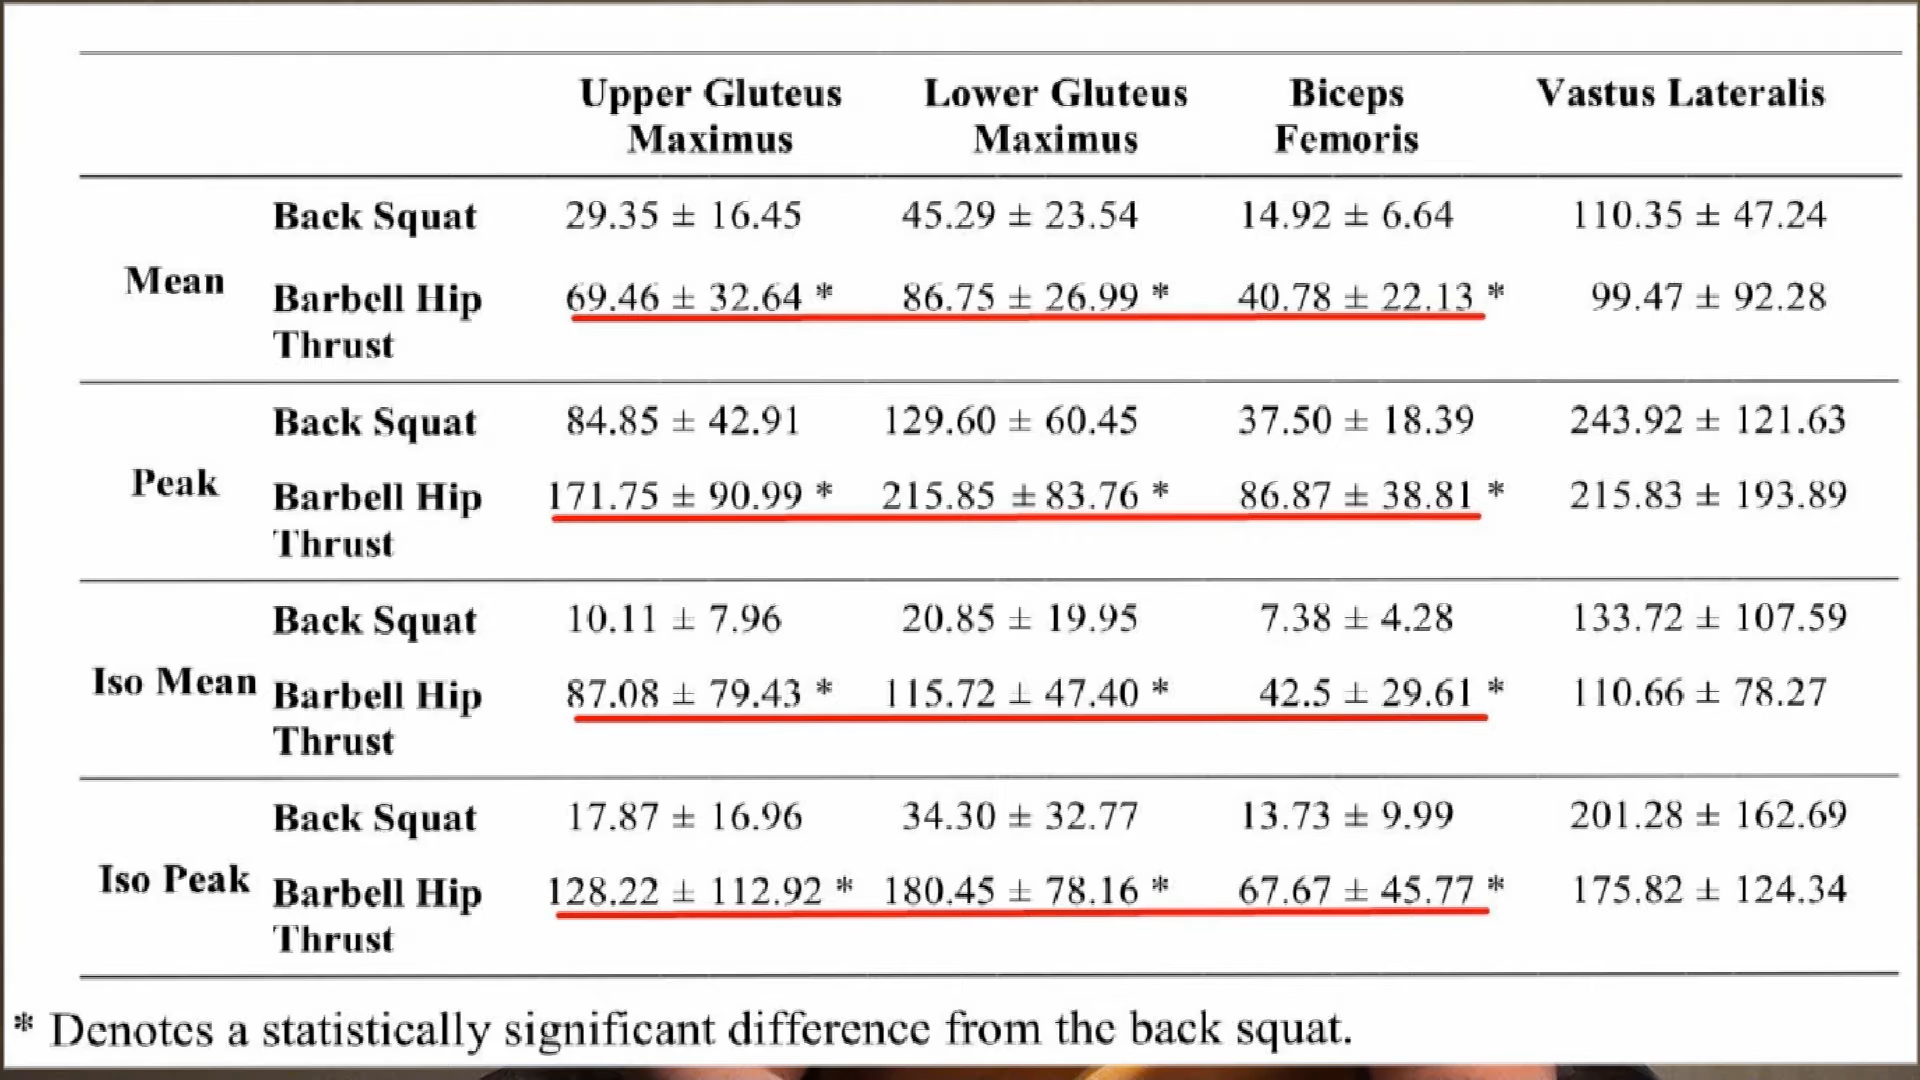 Upper Gluteus Maximus Lower Gluteus Maximus Biceps Femoris Vastus Lateralis
Mean
Back Squat 29.35 ± 16.45 45.29 ± 23.54 14.92 ± 6.64 110.35 ± 47.24
Barbell Hip Thrust 69.46 ± 32.64 * 86.75 ± 26.99 * 40.78 ± 22.13 * 99.47 ± 92.28
Peak
Back Squat 84.85 ± 42.91 129.60 ± 60.45 37.50 ± 18.39 243.92 ± 121.63
Barbell Hip Thrust 171.75 ± 90.99 * 215.85 ± 83.76 * 86.87 ± 38.81 * 215.83 ± 193.89
Iso Mean
Back Squat 10.11 ± 7.96 20.85 ± 19.95 7.38 ± 4.28 133.72 ± 107.59
Barbell Hip Thrust 87.08 ± 79.43 * 115.72 ± 47.40 * 42.5 ± 29.61 * 110.66 ± 78.27
Iso Peak
Back Squat 17.87 ± 16.96 34.30 ± 32.77 13.73 ± 9.99 201.28 ± 162.69
Barbell Hip Thrust 128.22 ± 112.92 * 180.45 ± 78.16 * 67.67 ± 45.77 * 175.82 ± 124.34
* Denotes a statistically significant difference from the back squat.